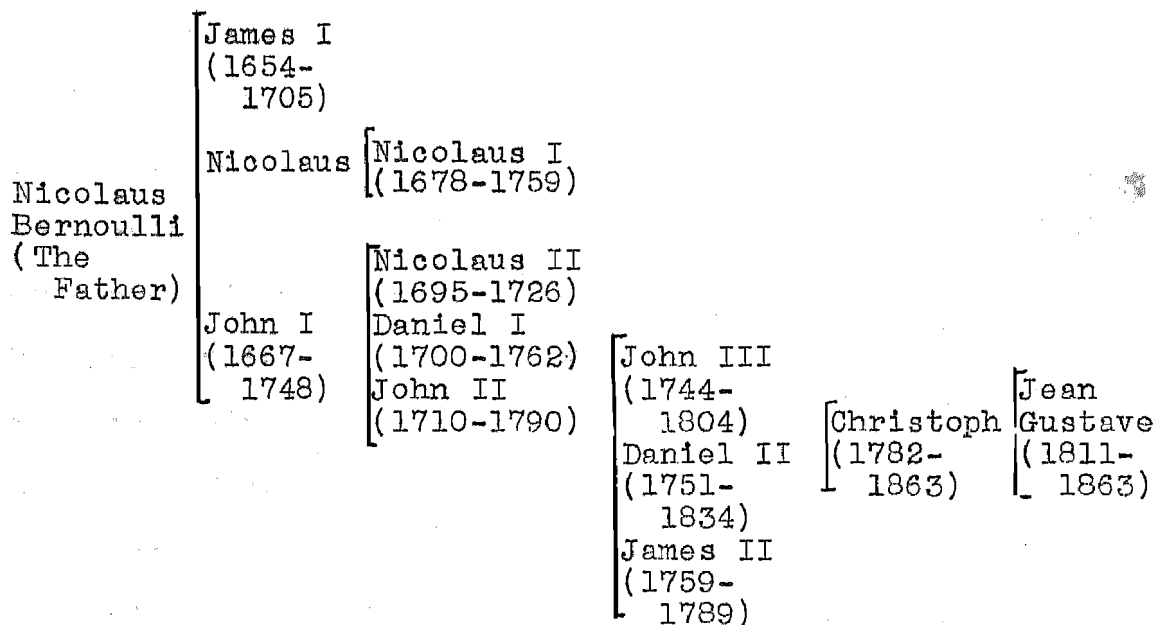 Nicolaus
Bernoulli
(The
Father)
James I
(1654-
1705)
Nicolaus
John I
(1667-
1748)
Nicolaus I
(1678-1759)
Nicolaus II
(1695-1726)
Daniel I
(1700-1762)
John II
(1710-1790)
John III
(1744-
1804)
Daniel II
(1751-
1834)
James II
(1759-
1789)
Christoph
(1782-
1863)
Jean
Gustave
(1811-
1863)